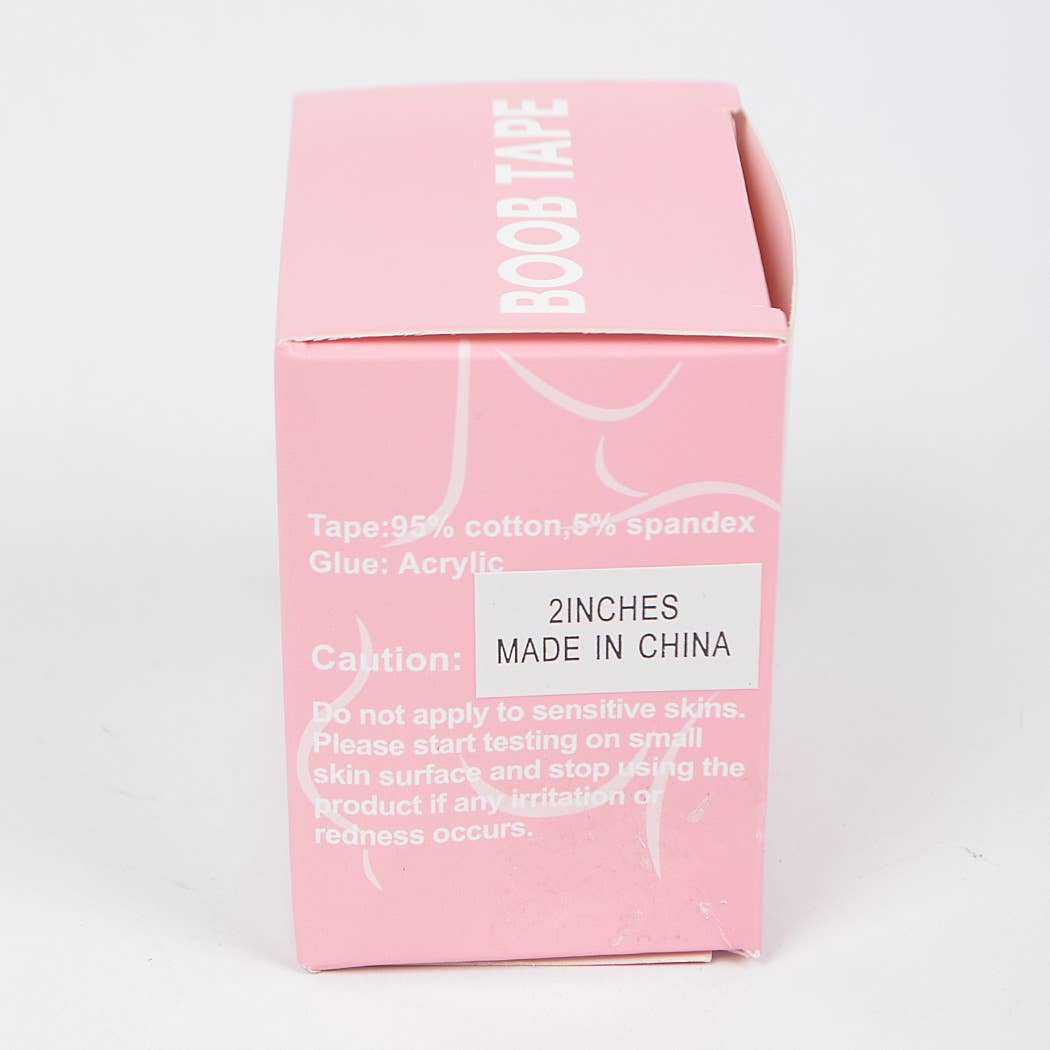 BOOB TAPE
Tape:95% cotton,5% spandex
Glue: Acrylic
2INCHES
MADE IN CHINA
Caution:
Do not apply to sensitive skins.
Please start testing on small
skin surface and stop using the
product if any irritation or
redness occurs.